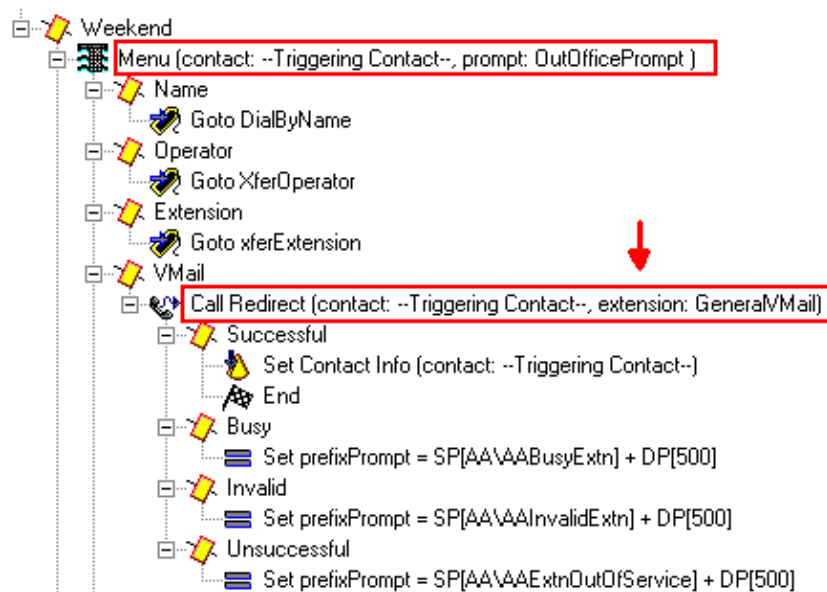 Weekend
Menu (contact: --Triggering Contact--, prompt: OutOfficePrompt )
Name
Goto DialByName
Operator
Goto XferOperator
Extension
Goto xferExtension
VMail
Call Redirect (contact: --Triggering Contact--, extension: GeneralVMail)
Successful
Set Contact Info (contact: --Triggering Contact--)
End
Busy
Set prefixPrompt = SP[AA\AABusyExtn] + DP[500]
Invalid
Set prefixPrompt = SP[AA\AAInvalidExtn] + DP[500]
Unsuccessful
Set prefixPrompt = SP[AA\AAExtnOutOfService] + DP[500]